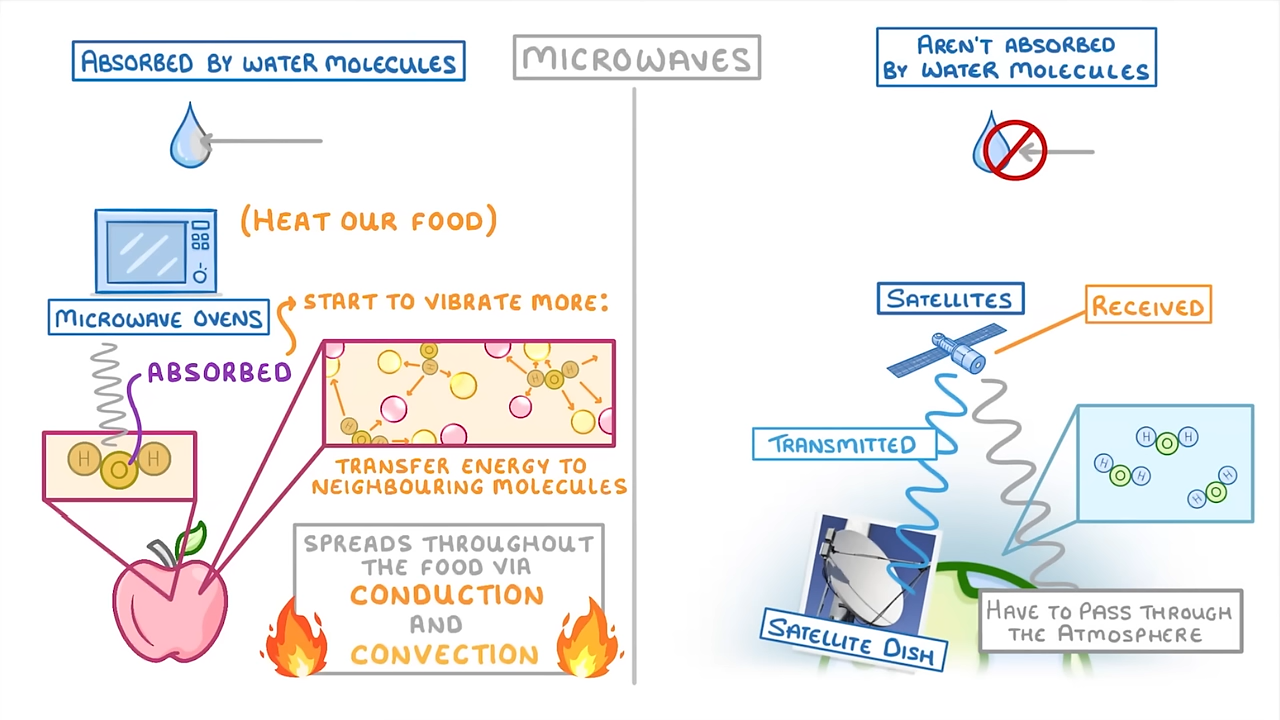 MICROWAVES
ABSORBED BY WATER MOLECULES
(HEAT OUR FOOD)
MICROWAVE OVENS
START TO VIBRATE MORE:
ABSORBED
H O H
H
H O H
H
TRANSFER ENERGY TO
NEIGHBOURING MOLECULES
SPREADS THROUGHOUT
THE FOOD VIA
CONDUCTION
AND
CONVECTION
AREN'T ABSORBED
BY WATER MOLECULES
SATELLITES
RECEIVED
TRANSMITTED
H O H
H O H
H O H
SATELLITE DISH
HAVE TO PASS THROUGH
THE ATMOSPHERE